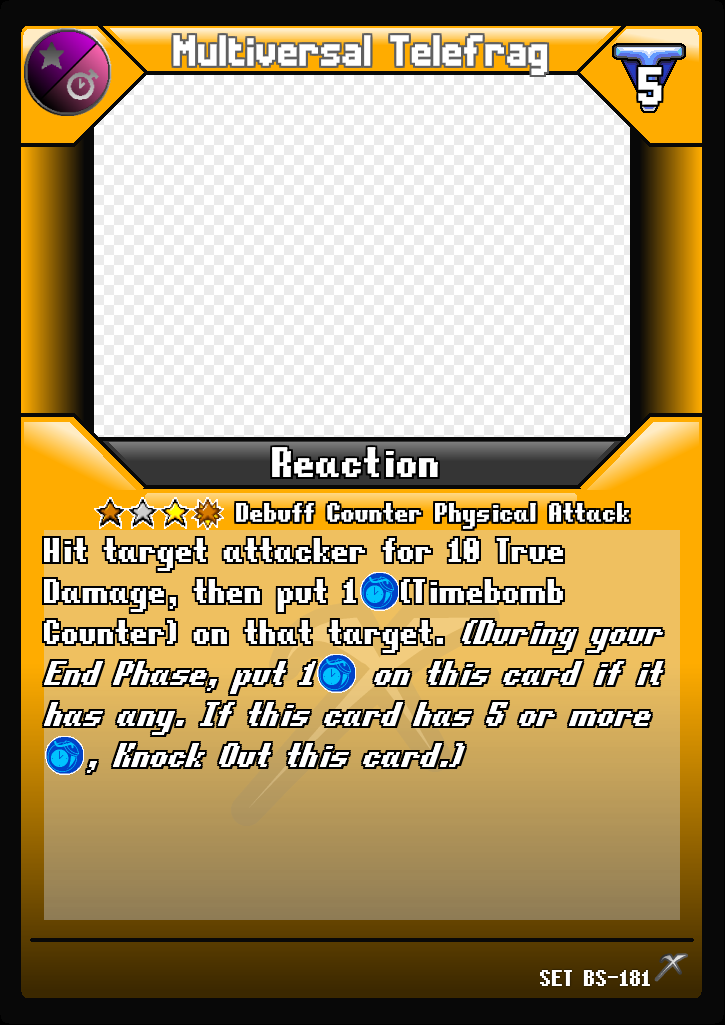 Multiversal Telefrag
5
Reaction
Debuff Counter Physical Attack
Hit target attacker for 10 True
Damage, then put 1 (Timebomb
Counter) on that target. (During your
End Phase, put 1 on this card if it
has any. If this card has 5 or more
, Knock Out this card.)
SET BS-181